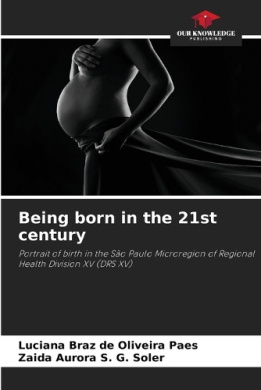 OUR KNOWLEDGE
PUBLISHING
Being born in the 21st
century
Portrait of birth in the São Paulo Microregion of Regional
Health Division XV (DRS XV)
Luciana Braz de Oliveira Paes
Zaida Aurora S. G. Soler